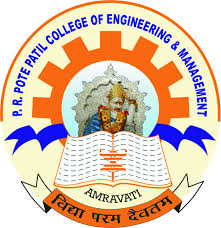 P. R. POTE PATIL COLLEGE OF ENGINEERING & MANAGEMENT
AMRAVATI
विद्या परम दैवतम